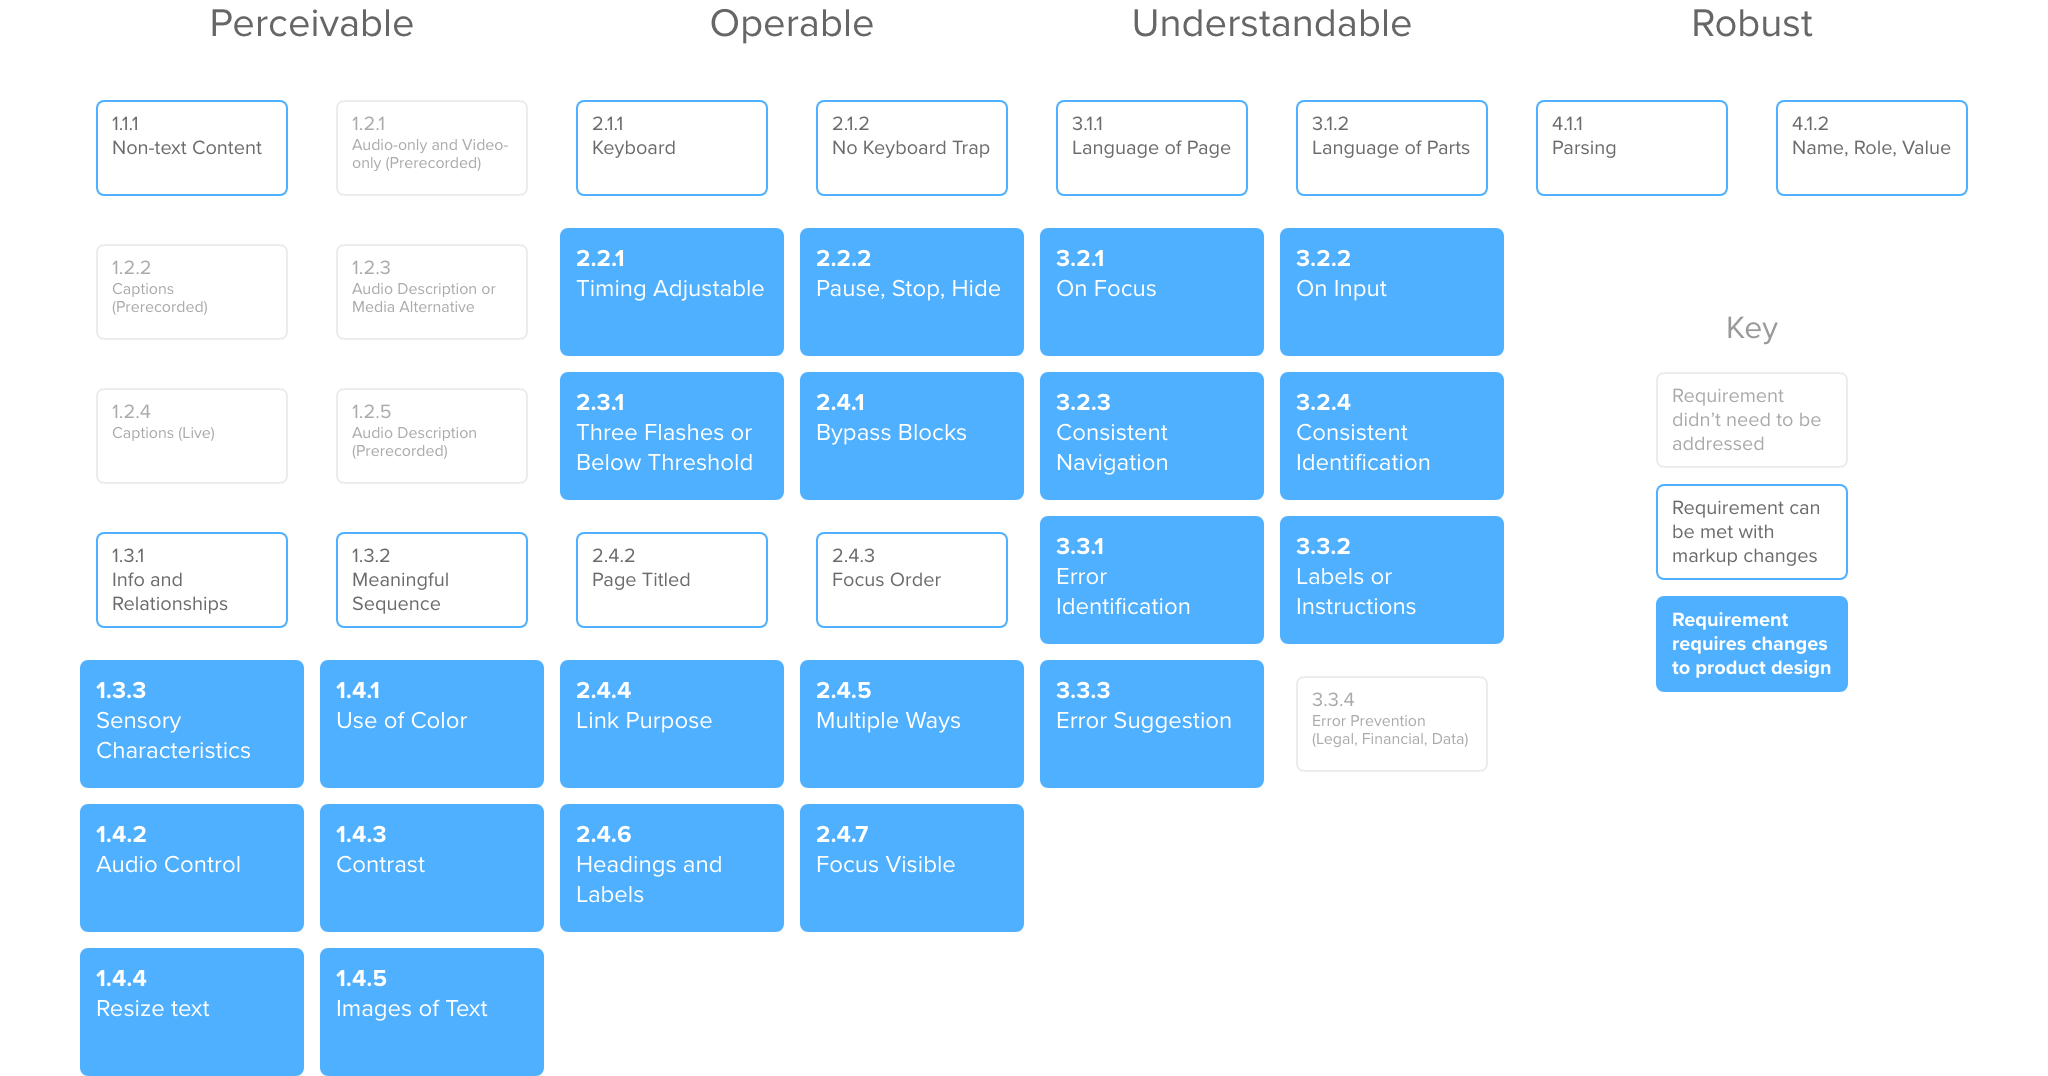 Perceivable
Operable
Understandable
Robust
1.1.1
Non-text Content
1.2.1
Audio-only and Video-
only (Prerecorded)
2.1.1
Keyboard
2.1.2
No Keyboard Trap
3.1.1
Language of Page
3.1.2
Language of Parts
4.1.1
Parsing
4.1.2
Name, Role, Value
1.2.2
Captions
(Prerecorded)
1.2.3
Audio Description or
Media Alternative
2.2.1
Timing Adjustable
2.2.2
Pause, Stop, Hide
3.2.1
On Focus
3.2.2
On Input
1.2.4
Captions (Live)
1.2.5
Audio Description
(Prerecorded)
2.3.1
Three Flashes or
Below Threshold
2.4.1
Bypass Blocks
3.2.3
Consistent
Navigation
3.2.4
Consistent
Identification
1.3.1
Info and
Relationships
1.3.2
Meaningful
Sequence
2.4.2
Page Titled
2.4.3
Focus Order
3.3.1
Error
Identification
3.3.2
Labels or
Instructions
1.3.3
Sensory
Characteristics
1.4.1
Use of Color
2.4.4
Link Purpose
2.4.5
Multiple Ways
3.3.3
Error Suggestion
3.3.4
Error Prevention
(Legal, Financial, Data)
1.4.2
Audio Control
1.4.3
Contrast
2.4.6
Headings and
Labels
2.4.7
Focus Visible
1.4.4
Resize text
1.4.5
Images of Text
Key
Requirement
didn’t need to be
addressed
Requirement can
be met with
markup changes
Requirement
requires changes
to product design